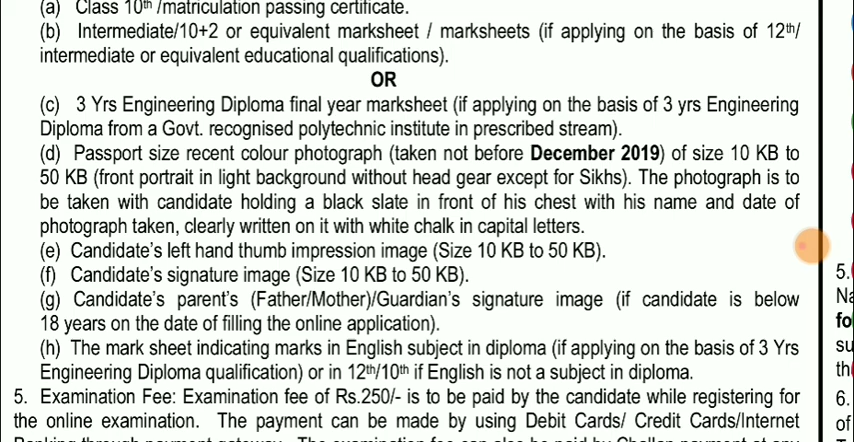 (a) Class 10th /matriculation passing certificate.
(b) Intermediate/10+2 or equivalent marksheet / marksheets (if applying on the basis of 12th/
intermediate or equivalent educational qualifications).
OR
(c) 3 Yrs Engineering Diploma final year marksheet (if applying on the basis of 3 yrs Engineering
Diploma from a Govt. recognised polytechnic institute in prescribed stream).
(d) Passport size recent colour photograph (taken not before December 2019) of size 10 KB to
50 KB (front portrait in light background without head gear except for Sikhs). The photograph is to
be taken with candidate holding a black slate in front of his chest with his name and date of
photograph taken, clearly written on it with white chalk in capital letters.
(e) Candidate's left hand thumb impression image (Size 10 KB to 50 KB).
(f) Candidate's signature image (Size 10 KB to 50 KB).
(g) Candidate's parent's (Father/Mother)/Guardian's signature image (if candidate is below
18 years on the date of filling the online application).
(h) The mark sheet indicating marks in English subject in diploma (if applying on the basis of 3 Yrs
Engineering Diploma qualification) or in 12th/10th if English is not a subject in diploma.
5. Examination Fee: Examination fee of Rs.250/- is to be paid by the candidate while registering for
the online examination. The payment can be made by using Debit Cards/ Credit Cards/Internet
5.
fo
su
th
6.
of